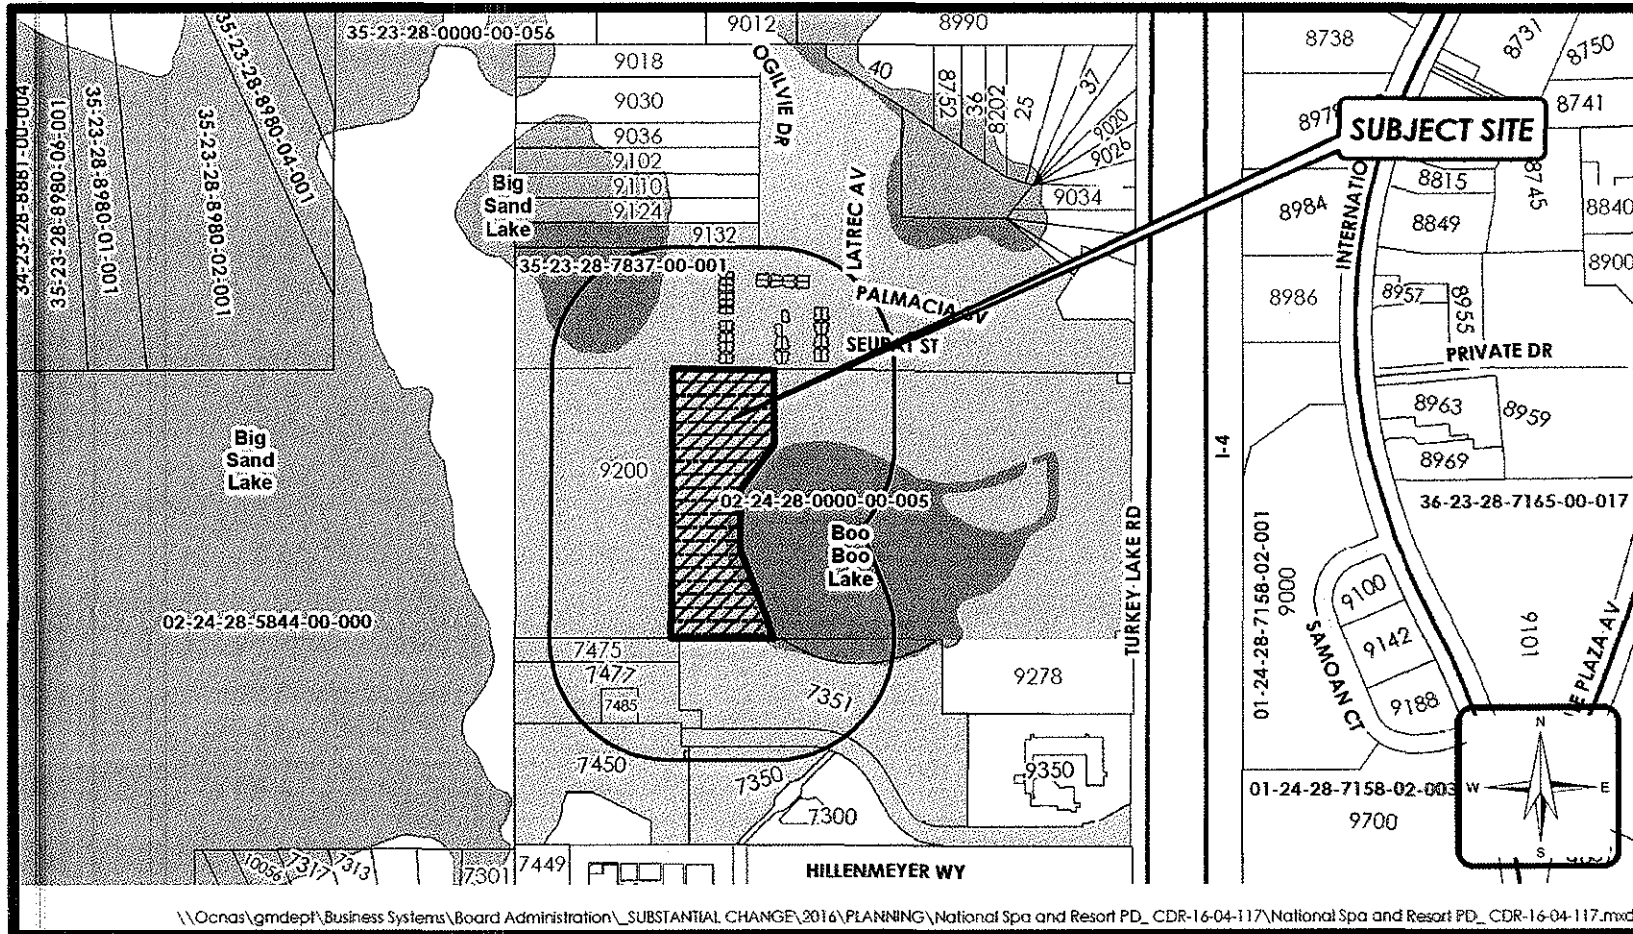 35-23-28-0000-00-056
9012
8990
8738
8731
8750
9018
9030
9036
9102
9110
9124
9132
OGILVIE DR
40
8752
36
8202
25
37
9020
9026
9034
8741
SUBJECT SITE
34-23-28-8881-00-004
35-23-28-8980-06-001
35-23-28-8980-01-001
35-23-28-8980-02-001
35-23-28-8980-04-001
Big
Sand
Lake
LATREC AV
8984
8815
8849
8745
8840
8900
INTERNATIO
35-23-28-7837-00-001
PALMACIA AV
SEURAT ST
8986
8957
8955
PRIVATE DR
8963
8959
8969
Big
Sand
Lake
9200
02-24-28-0000-00-005
Boo
Boo
Lake
TURKEY LAKE RD
I-4
36-23-28-7165-00-017
01-24-28-7158-02-001
9000
9100
9142
9188
SAMOAN CT
9101
LE PLAZA AV
02-24-28-5844-00-000
7475
7477
7485
7351
9278
7450
7350
7300
9350
01-24-28-7158-02-003
9700
N
W
E
S
10056
7317
7313
7301
7449
HILLENMEYER WY
\\Ocnas\gmdept\Business Systems\Board Administration\_SUBSTANTIAL CHANGE\2016\PLANNING\National Spa and Resort PD_ CDR-16-04-117\National Spa and Resort PD_ CDR-16-04-117.mxd